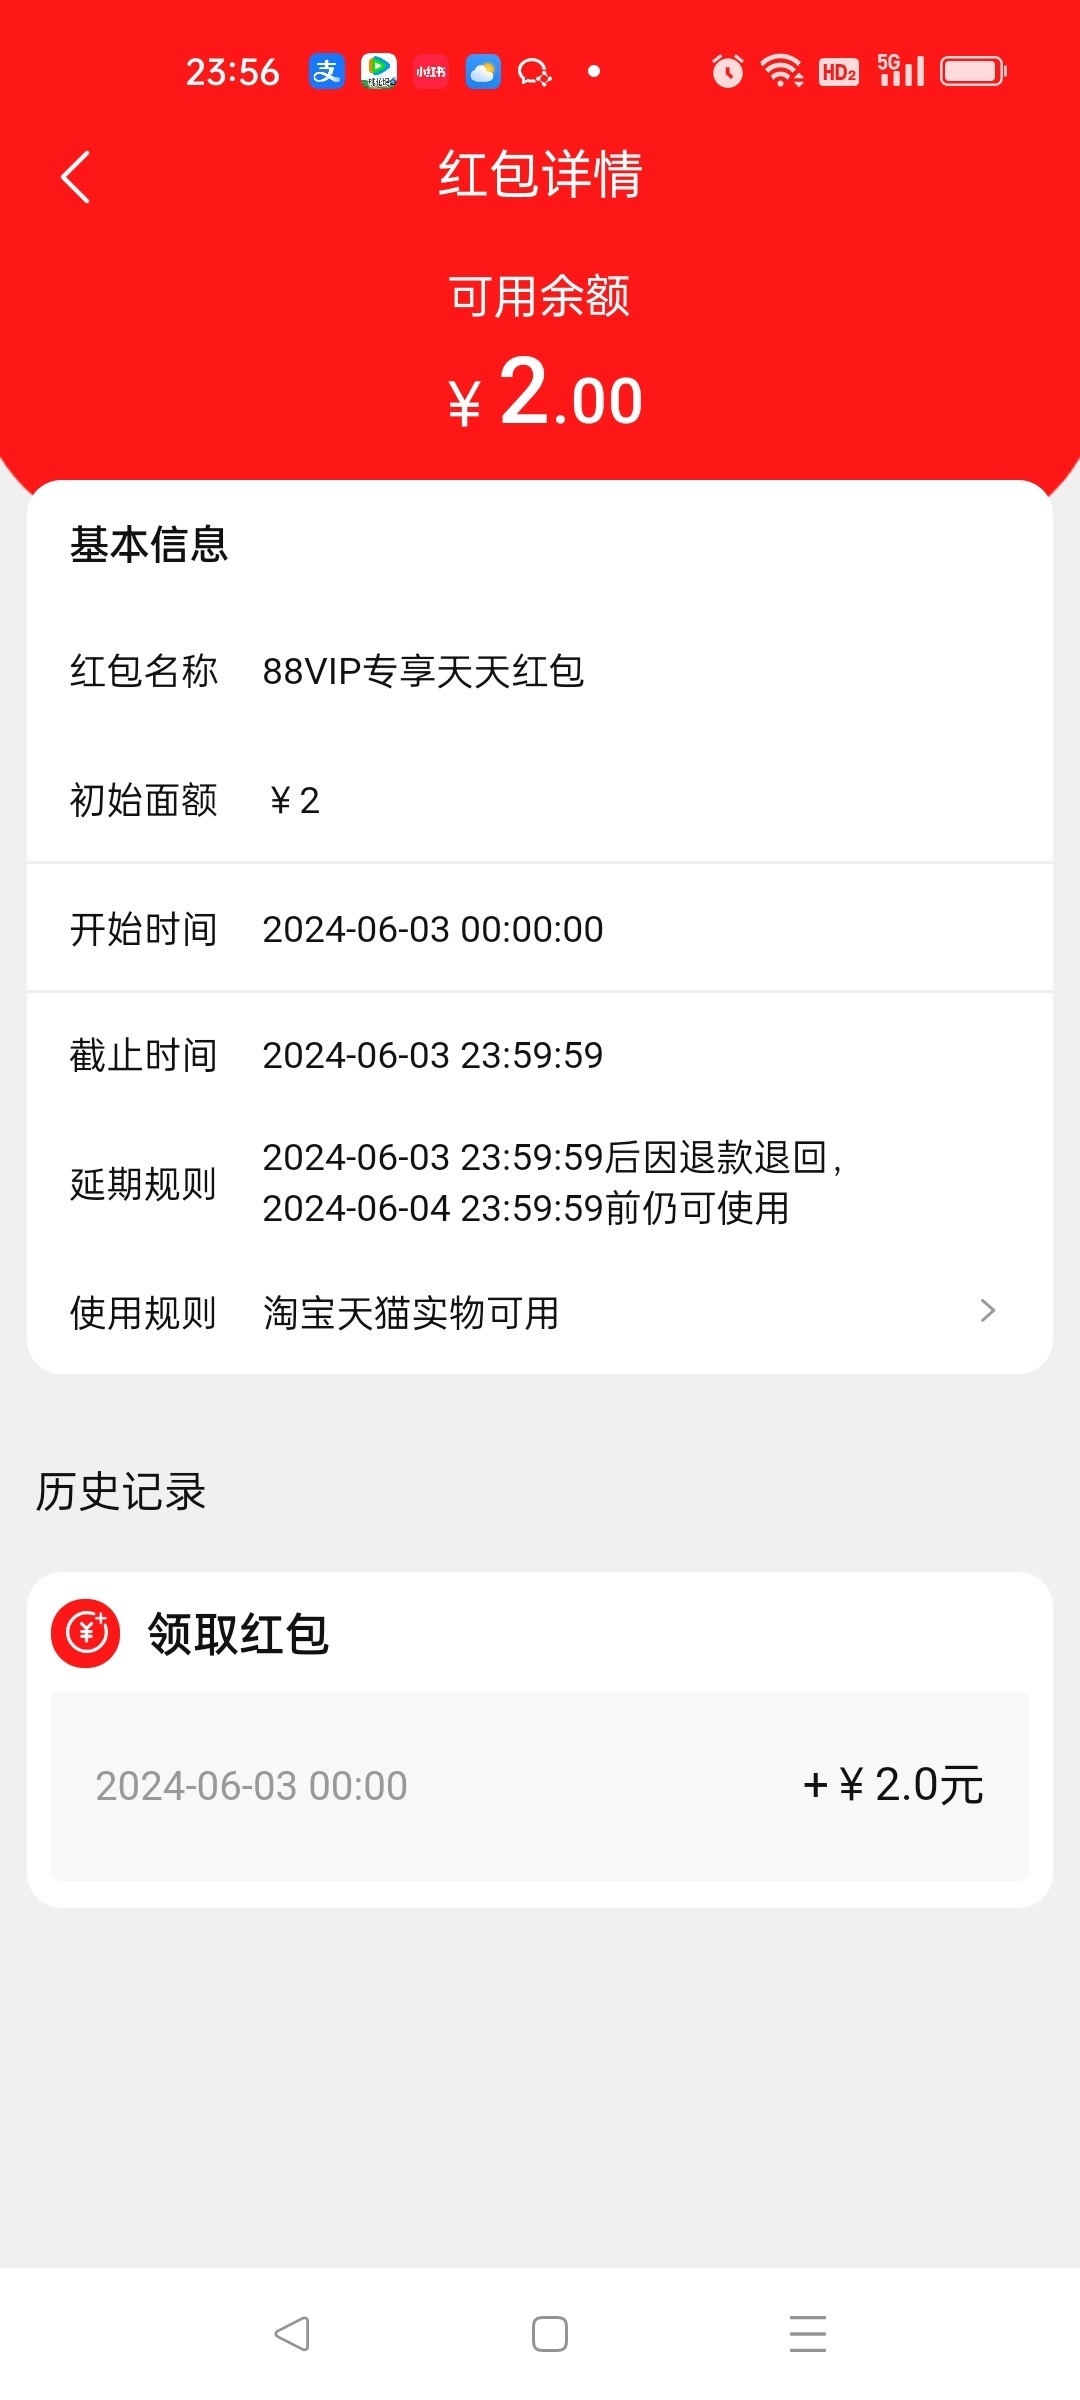 23:56
支
小红书
HD2
5G
红包详情
可用余额
¥ 2.00
基本信息
红包名称 88VIP专享天天红包
初始面额 ¥ 2
开始时间 2024-06-03 00:00:00
截止时间 2024-06-03 23:59:59
延期规则 2024-06-03 23:59:59后因退款退回，
2024-06-04 23:59:59前仍可使用
使用规则 淘宝天猫实物可用
历史记录
领取红包
2024-06-03 00:00 +¥ 2.0元